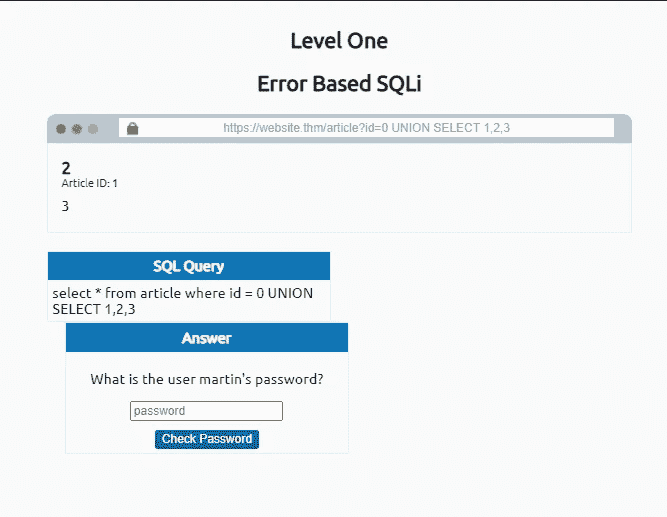 Level One
Error Based SQLi
https://website.thm/article?id=0 UNION SELECT 1,2,3
2
Article ID: 1
3
SQL Query
select * from article where id = 0 UNION
SELECT 1,2,3
Answer
What is the user martin's password?
password
Check Password